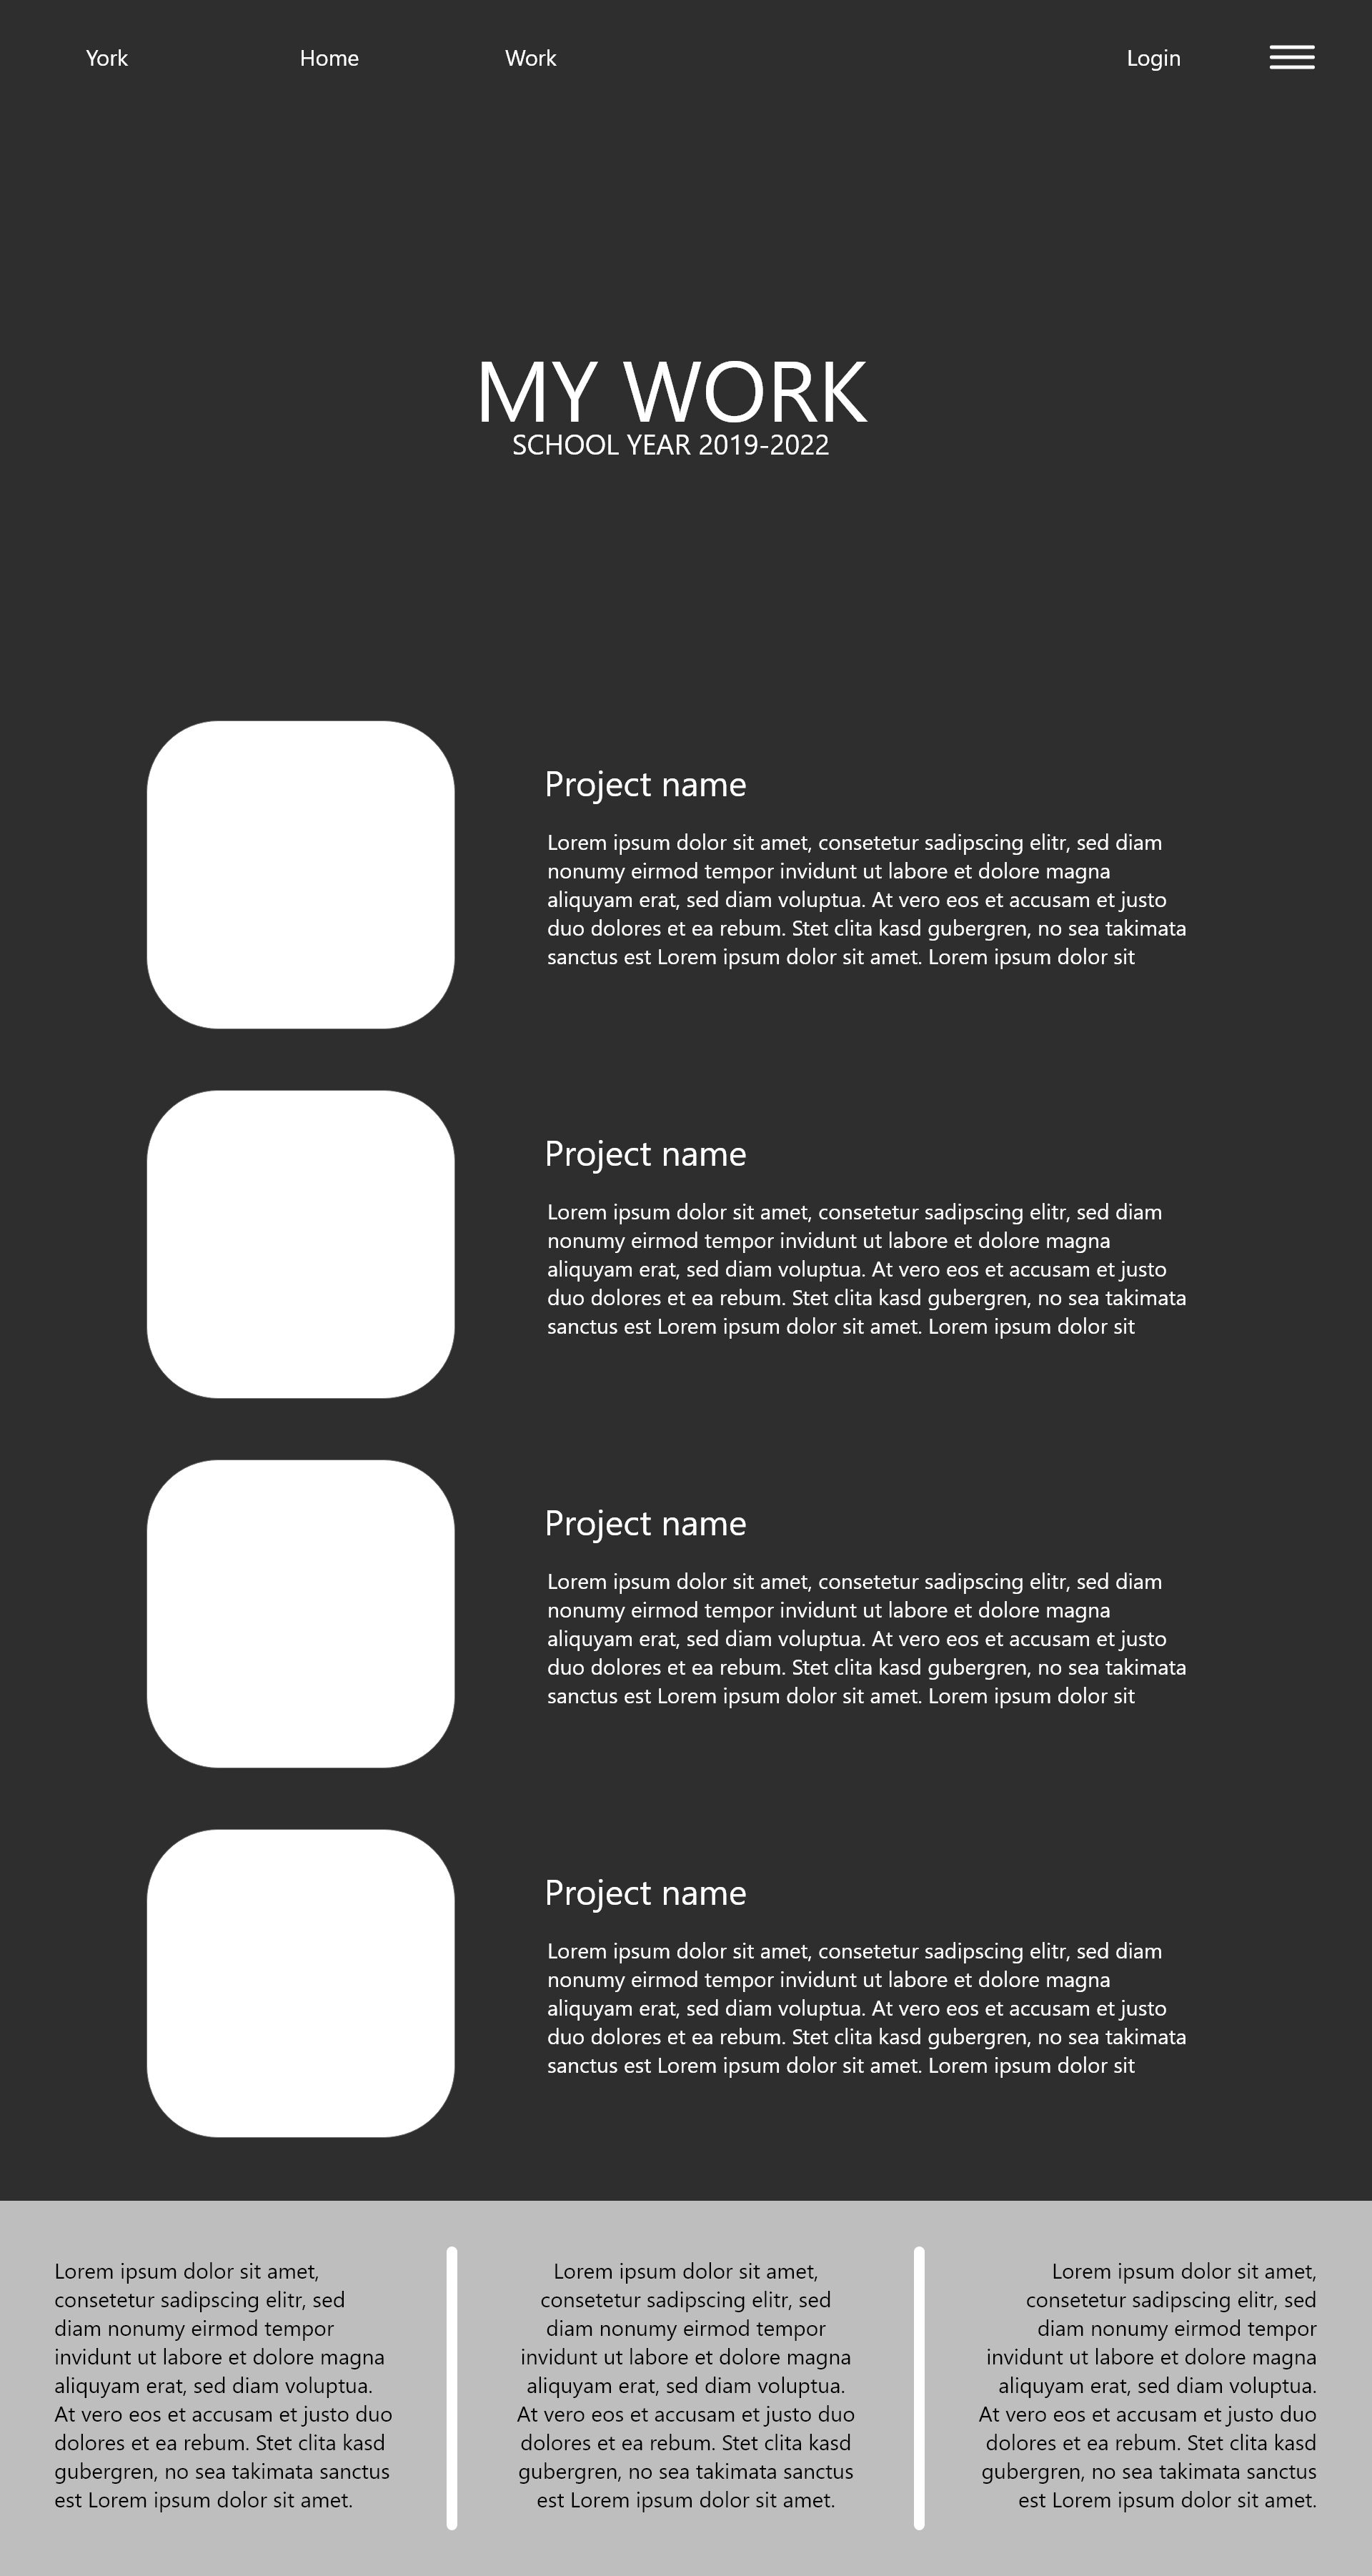 York Home Work Login
MY WORK
SCHOOL YEAR 2019-2022
Project name
Lorem ipsum dolor sit amet, consetetur sadipscing elitr, sed diam
nonumy eirmod tempor invidunt ut labore et dolore magna
aliquyam erat, sed diam voluptua. At vero eos et accusam et justo
duo dolores et ea rebum. Stet clita kasd gubergren, no sea takimata
sanctus est Lorem ipsum dolor sit amet. Lorem ipsum dolor sit
Project name
Lorem ipsum dolor sit amet, consetetur sadipscing elitr, sed diam
nonumy eirmod tempor invidunt ut labore et dolore magna
aliquyam erat, sed diam voluptua. At vero eos et accusam et justo
duo dolores et ea rebum. Stet clita kasd gubergren, no sea takimata
sanctus est Lorem ipsum dolor sit amet. Lorem ipsum dolor sit
Project name
Lorem ipsum dolor sit amet, consetetur sadipscing elitr, sed diam
nonumy eirmod tempor invidunt ut labore et dolore magna
aliquyam erat, sed diam voluptua. At vero eos et accusam et justo
duo dolores et ea rebum. Stet clita kasd gubergren, no sea takimata
sanctus est Lorem ipsum dolor sit amet. Lorem ipsum dolor sit
Project name
Lorem ipsum dolor sit amet, consetetur sadipscing elitr, sed diam
nonumy eirmod tempor invidunt ut labore et dolore magna
aliquyam erat, sed diam voluptua. At vero eos et accusam et justo
duo dolores et ea rebum. Stet clita kasd gubergren, no sea takimata
sanctus est Lorem ipsum dolor sit amet. Lorem ipsum dolor sit
Lorem ipsum dolor sit amet,
consetetur sadipscing elitr, sed
diam nonumy eirmod tempor
invidunt ut labore et dolore magna
aliquyam erat, sed diam voluptua.
At vero eos et accusam et justo duo
dolores et ea rebum. Stet clita kasd
gubergren, no sea takimata sanctus
est Lorem ipsum dolor sit amet.
Lorem ipsum dolor sit amet,
consetetur sadipscing elitr, sed
diam nonumy eirmod tempor
invidunt ut labore et dolore magna
aliquyam erat, sed diam voluptua.
At vero eos et accusam et justo duo
dolores et ea rebum. Stet clita kasd
gubergren, no sea takimata sanctus
est Lorem ipsum dolor sit amet.
Lorem ipsum dolor sit amet,
consetetur sadipscing elitr, sed
diam nonumy eirmod tempor
invidunt ut labore et dolore magna
aliquyam erat, sed diam voluptua.
At vero eos et accusam et justo duo
dolores et ea rebum. Stet clita kasd
gubergren, no sea takimata sanctus
est Lorem ipsum dolor sit amet.